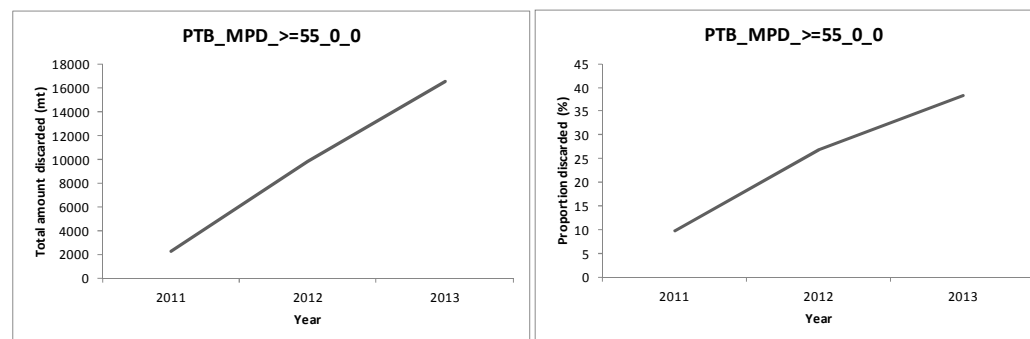 PTB_MPD_>=55_0_0
Total amount discarded (mt)
18000
16000
14000
12000
10000
8000
6000
4000
2000
0
2011 2012 2013
Year
PTB_MPD_>=55_0_0
Proportion discarded (%)
45
40
35
30
25
20
15
10
5
0
2011 2012 2013
Year